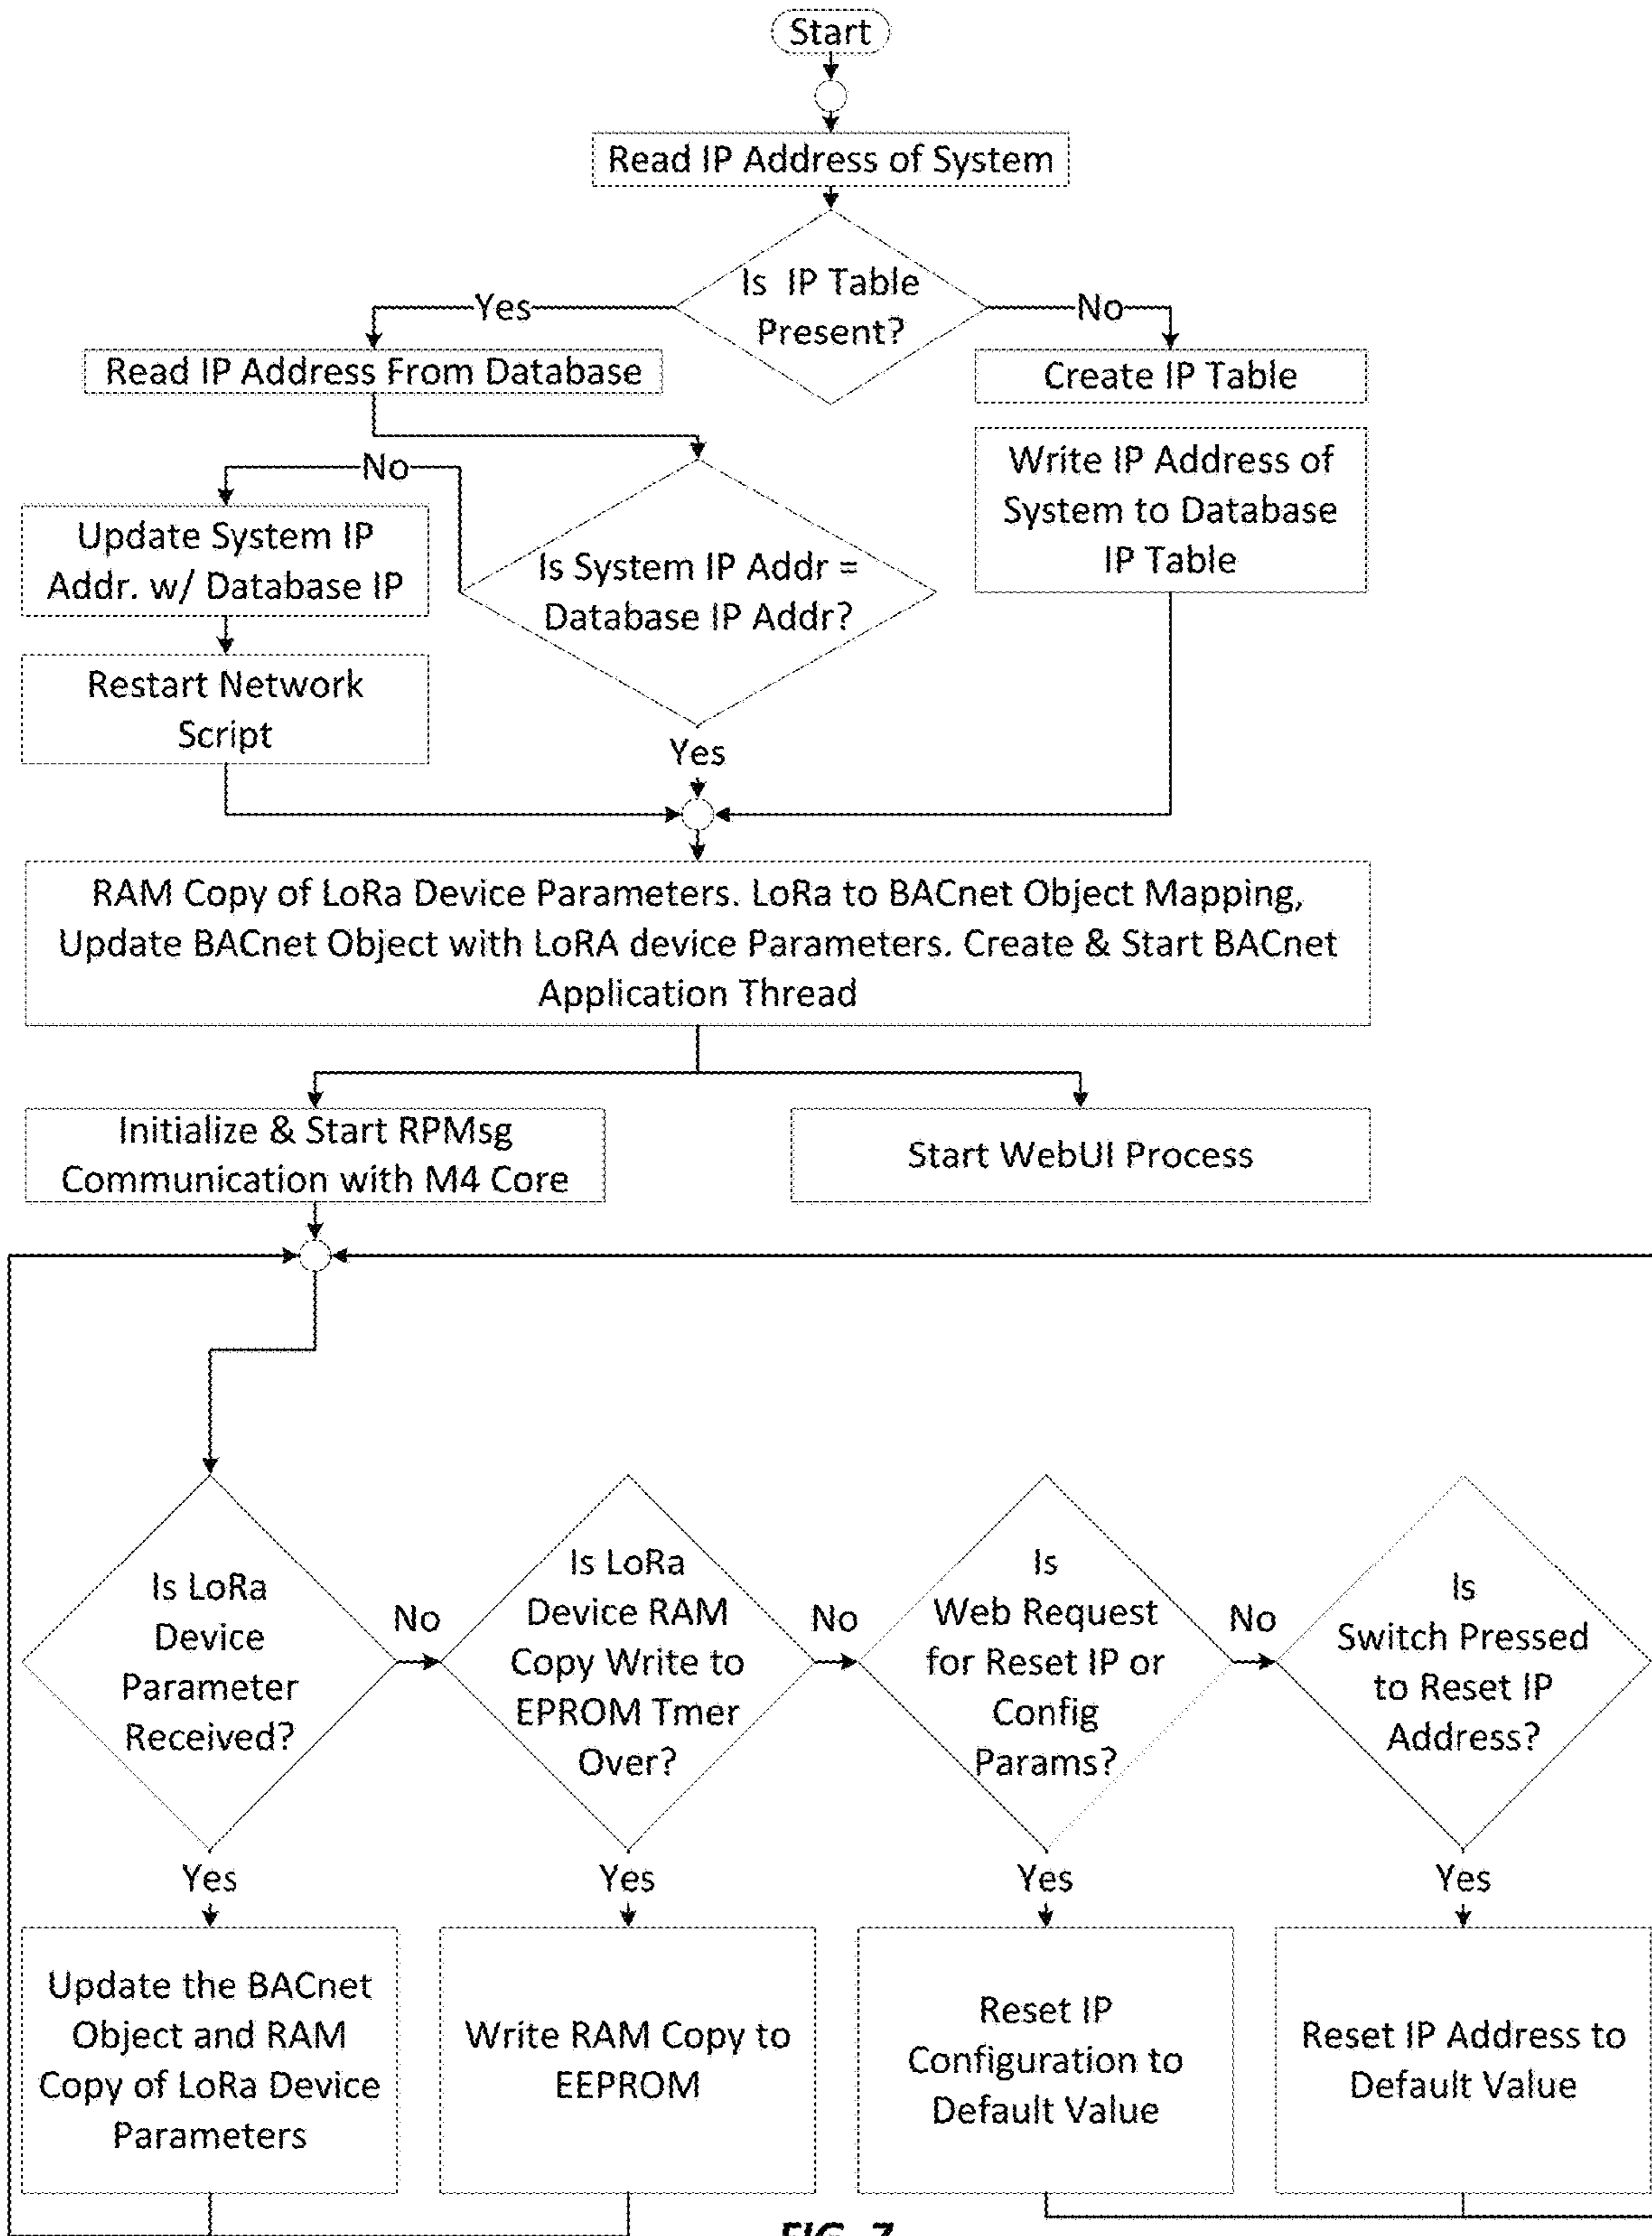 Start
Read IP Address of System
Is IP Table
Present?
Yes
No
Read IP Address From Database
Create IP Table
Write IP Address of
System to Database
IP Table
No
Update System IP
Addr. w/ Database IP
Is System IP Addr =
Database IP Addr?
Restart Network
Script
Yes
RAM Copy of LoRa Device Parameters. LoRa to BACnet Object Mapping,
Update BACnet Object with LoRA device Parameters. Create & Start BACnet
Application Thread
Initialize & Start RPMsg
Communication with M4 Core
Start WebUI Process
Is LoRa
Device
Parameter
Received?
No
Is LoRa
Device RAM
Copy Write to
EPROM Tmer
Over?
No
Is
Web Request
for Reset IP or
Config
Params?
No
Is
Switch Pressed
to Reset IP
Address?
Yes
Yes
Yes
Yes
Update the BACnet
Object and RAM
Copy of LoRa Device
Parameters
Write RAM Copy to
EEPROM
Reset IP
Configuration to
Default Value
Reset IP Address to
Default Value
FIG. 7